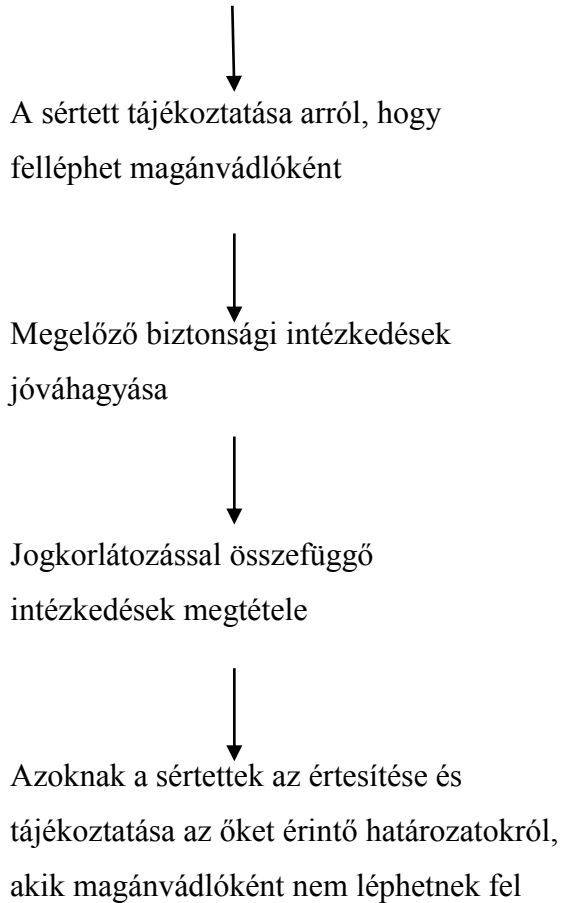 A sértett tájékoztatása arról, hogy
felléphet magánvádlóként
Megelőző biztonsági intézkedések
jóváhagyása
Jogkorlátozással összefüggő
intézkedések megtétele
Azoknak a sértettek az értesítése és
tájékoztatása az őket érintő határozatokról,
akik magánvádlóként nem léphetnek fel